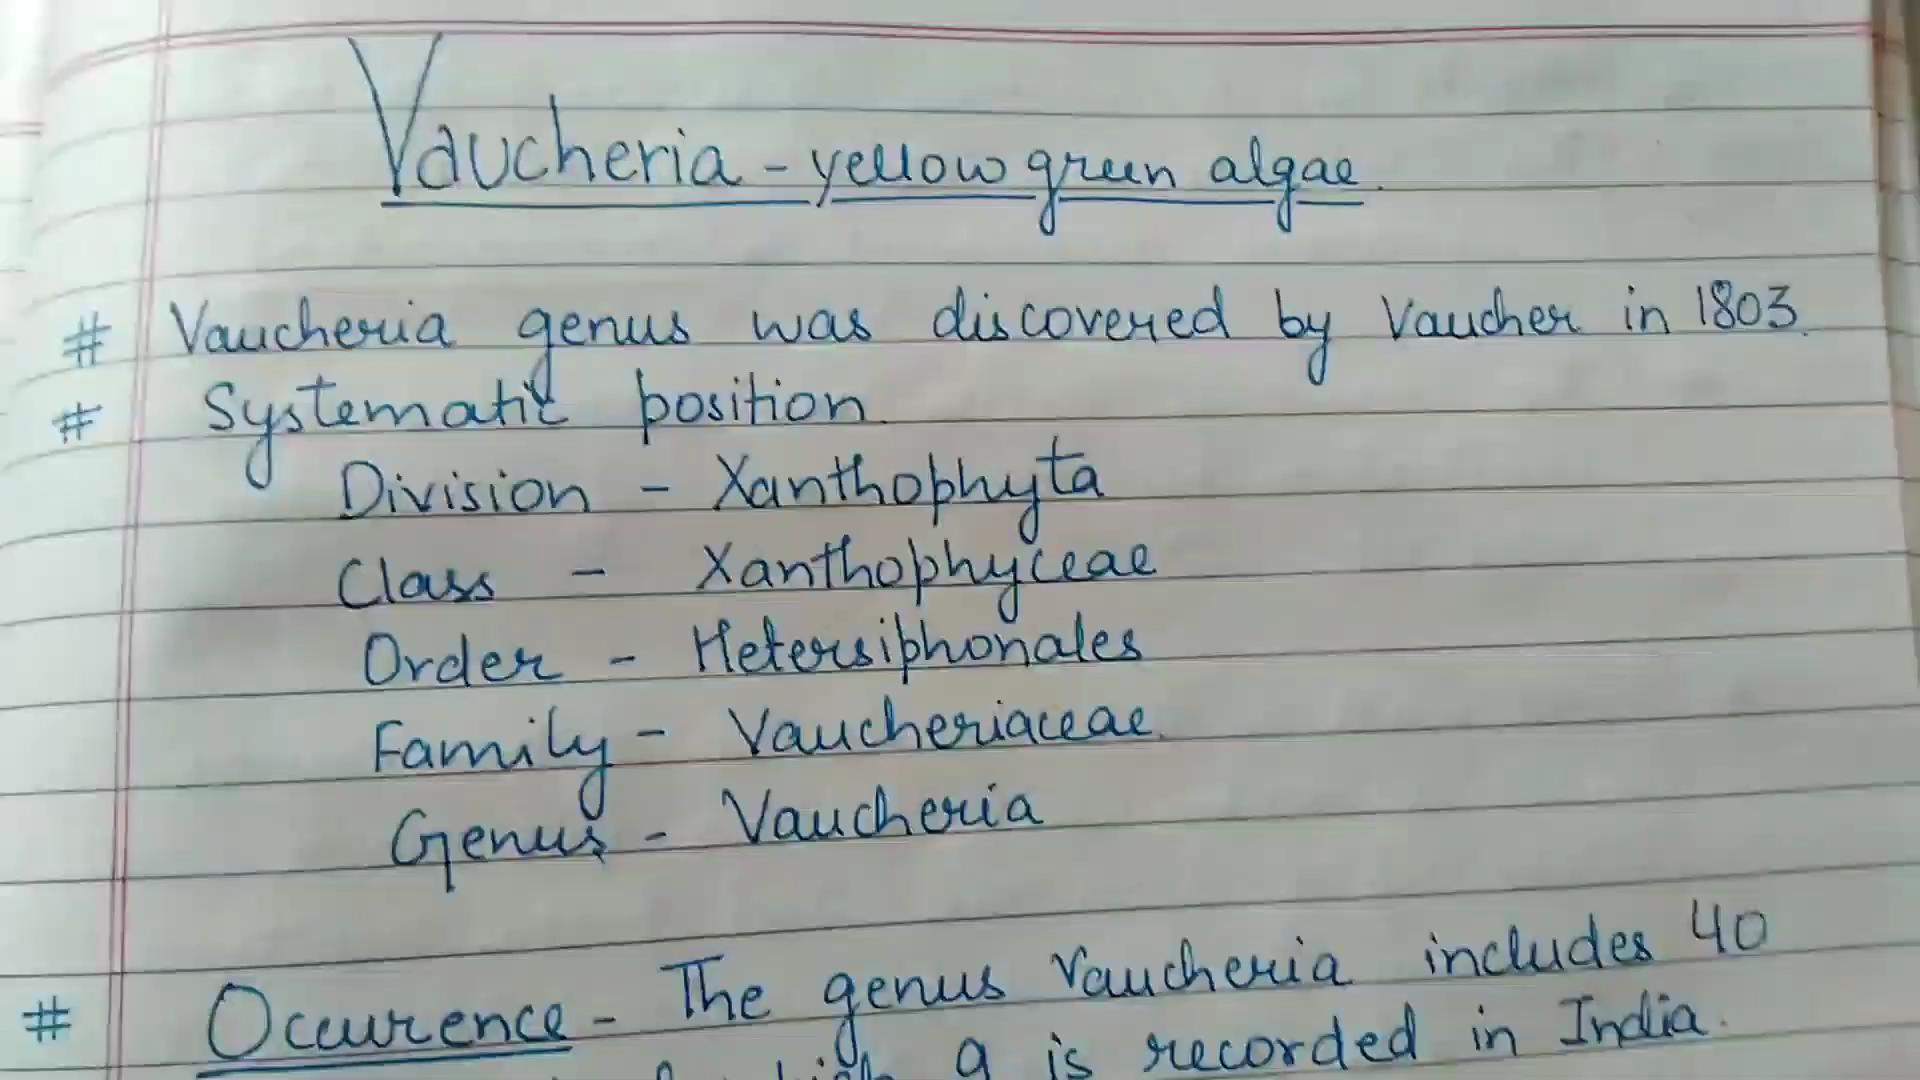 Vaucheria - yellow green algae.
# Vaucheria genus was discovered by Vaucher in 1803.
# Systematic position
Division - Xanthophyta
Class - Xanthophyceae
Order - Hetersiphonales
Family - Vaucheriaceae.
Genus - Vaucheria
# Occurence - The genus Vaucheria includes 40
9 is recorded in India.